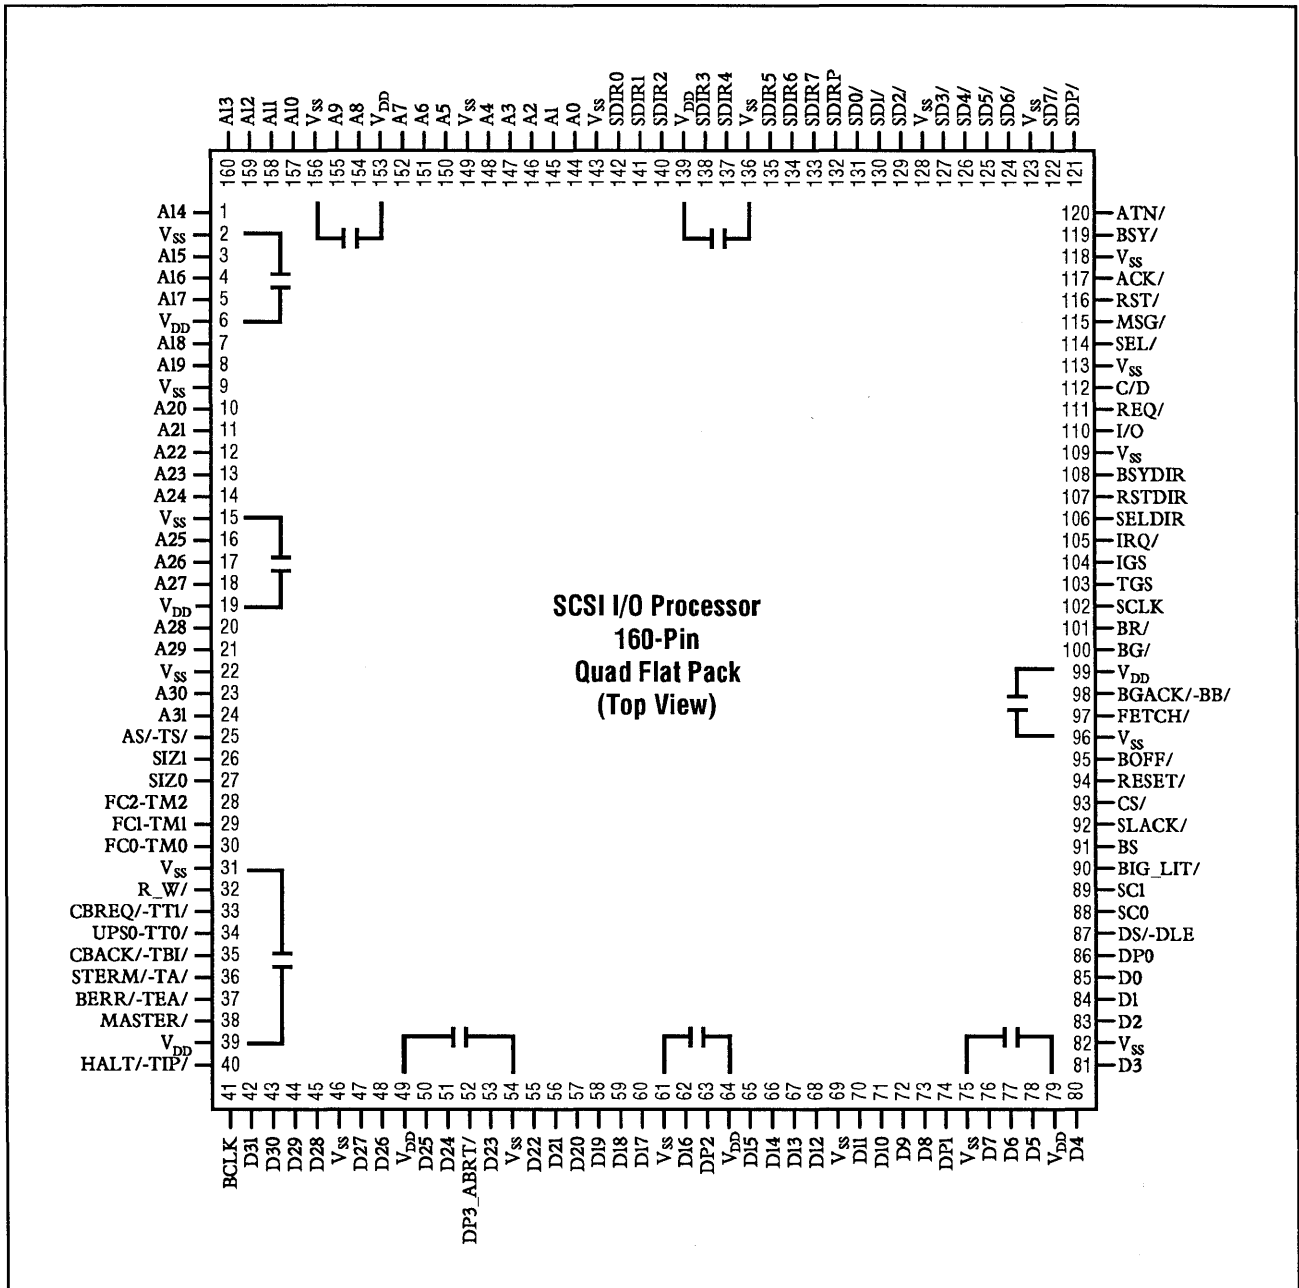 A13 A12 A11 A10 VSS A9 A8 VDD A7 A6 A5 VSS A4 A3 A2 A1 A0 VSS SDIR0 SDIR1 SDIR2 VDD SDIR3 SDIR4 VSS SDIR5 SDIR6 SDIR7 SDIRP SD0/ SD1/ SD2/ VSS SD3/ SD4/ SD5/ SD6/ VSS SD7/ SDP/
160 159 158 157 156 155 154 153 152 151 150 149 148 147 146 145 144 143 142 141 140 139 138 137 136 135 134 133 132 131 130 129 128 127 126 125 124 123 122 121
A14 1
VSS 2
A15 3
A16 4
A17 5
VDD 6
A18 7
A19 8
VSS 9
A20 10
A21 11
A22 12
A23 13
A24 14
VSS 15
A25 16
A26 17
A27 18
VDD 19
A28 20
A29 21
VSS 22
A30 23
A31 24
AS/-TS/ 25
SIZ1 26
SIZ0 27
FC2-TM2 28
FC1-TM1 29
FC0-TM0 30
VSS 31
R_W/ 32
CBREQ/-TT1/ 33
UPS0-TT0/ 34
CBACK/-TBI/ 35
STERM/-TA/ 36
BERR/-TEA/ 37
MASTER/ 38
VDD 39
HALT/-TIP/ 40
SCSI I/O Processor
160-Pin
Quad Flat Pack
(Top View)
120 ATN/
119 BSY/
118 VSS
117 ACK/
116 RST/
115 MSG/
114 SEL/
113 VSS
112 C/D
111 REQ/
110 I/O
109 VSS
108 BSYDIR
107 RSTDIR
106 SELDIR
105 IRQ/
104 IGS
103 TGS
102 SCLK
101 BR/
100 BG/
99 VDD
98 BGACK/-BB/
97 FETCH/
96 VSS
95 BOFF/
94 RESET/
93 CS/
92 SLACK/
91 BS
90 BIG_LIT/
89 SC1
88 SC0
87 DS/-DLE
86 DP0
85 D0
84 D1
83 D2
82 VSS
81 D3
41 42 43 44 45 46 47 48 49 50 51 52 53 54 55 56 57 58 59 60 61 62 63 64 65 66 67 68 69 70 71 72 73 74 75 76 77 78 79 80
BCLK D31 D30 D29 D28 VSS D27 D26 VDD D25 D24 DP3_ABRT/ D23 VSS D22 D21 D20 D19 D18 D17 VSS D16 DP2 VDD D15 D14 D13 D12 VSS D11 D10 D9 D8 DP1 VSS D7 D6 D5 VDD D4